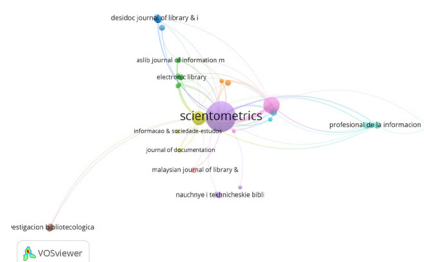 desidoc journal of library & i
aslib journal of information m
electronic library
scientometrics
profesional de la informacion
informacao & sociedade-estudos
journal of documentation
malaysian journal of library &
nauchnye i tekhnicheskie bibli
vestigacion bibliotecologica
VOSviewer